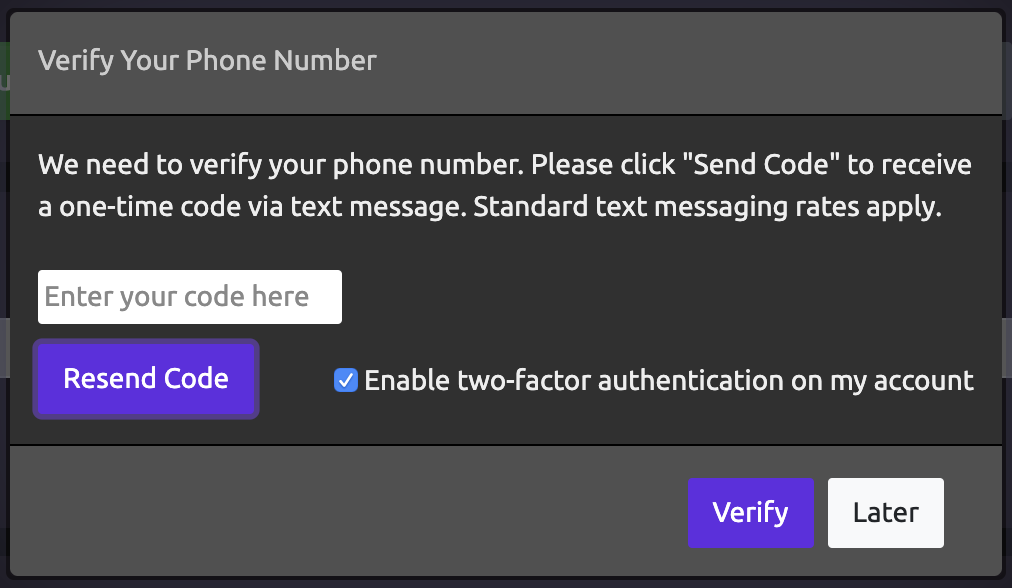 Verify Your Phone Number
We need to verify your phone number. Please click "Send Code" to receive
a one-time code via text message. Standard text messaging rates apply.
Enter your code here
Resend Code
Enable two-factor authentication on my account
Verify
Later